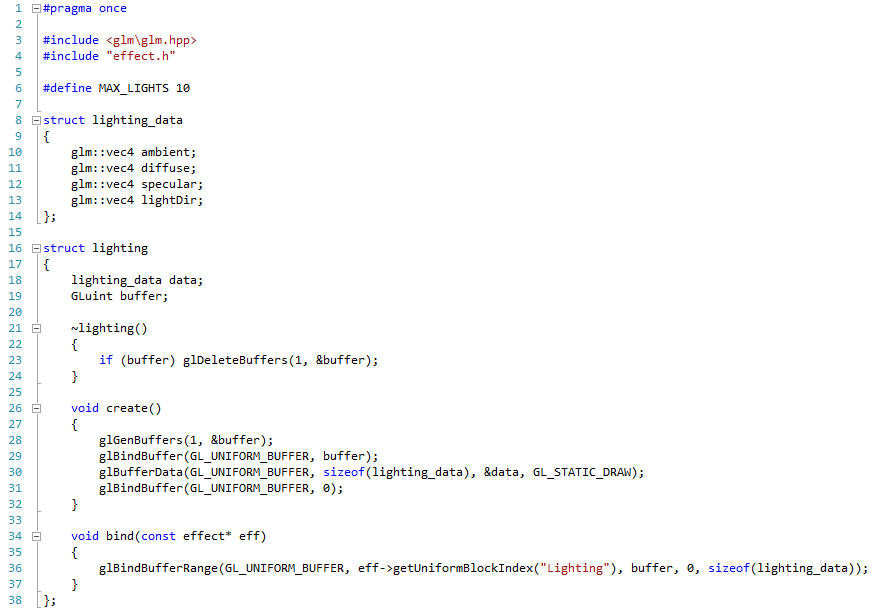 1 #pragma once
2
3 #include <glm\glm.hpp>
4 #include "effect.h"
5
6 #define MAX_LIGHTS 10
7
8 struct lighting_data
9 {
10     glm::vec4 ambient;
11     glm::vec4 diffuse;
12     glm::vec4 specular;
13     glm::vec4 lightDir;
14 };
15
16 struct lighting
17 {
18     lighting_data data;
19     GLuint buffer;
20
21     ~lighting()
22     {
23         if (buffer) glDeleteBuffers(1, &buffer);
24     }
25
26     void create()
27     {
28         glGenBuffers(1, &buffer);
29         glBindBuffer(GL_UNIFORM_BUFFER, buffer);
30         glBufferData(GL_UNIFORM_BUFFER, sizeof(lighting_data), &data, GL_STATIC_DRAW);
31         glBindBuffer(GL_UNIFORM_BUFFER, 0);
32     }
33
34     void bind(const effect* eff)
35     {
36         glBindBufferRange(GL_UNIFORM_BUFFER, eff->getUniformBlockIndex("Lighting"), buffer, 0, sizeof(lighting_data));
37     }
38 };